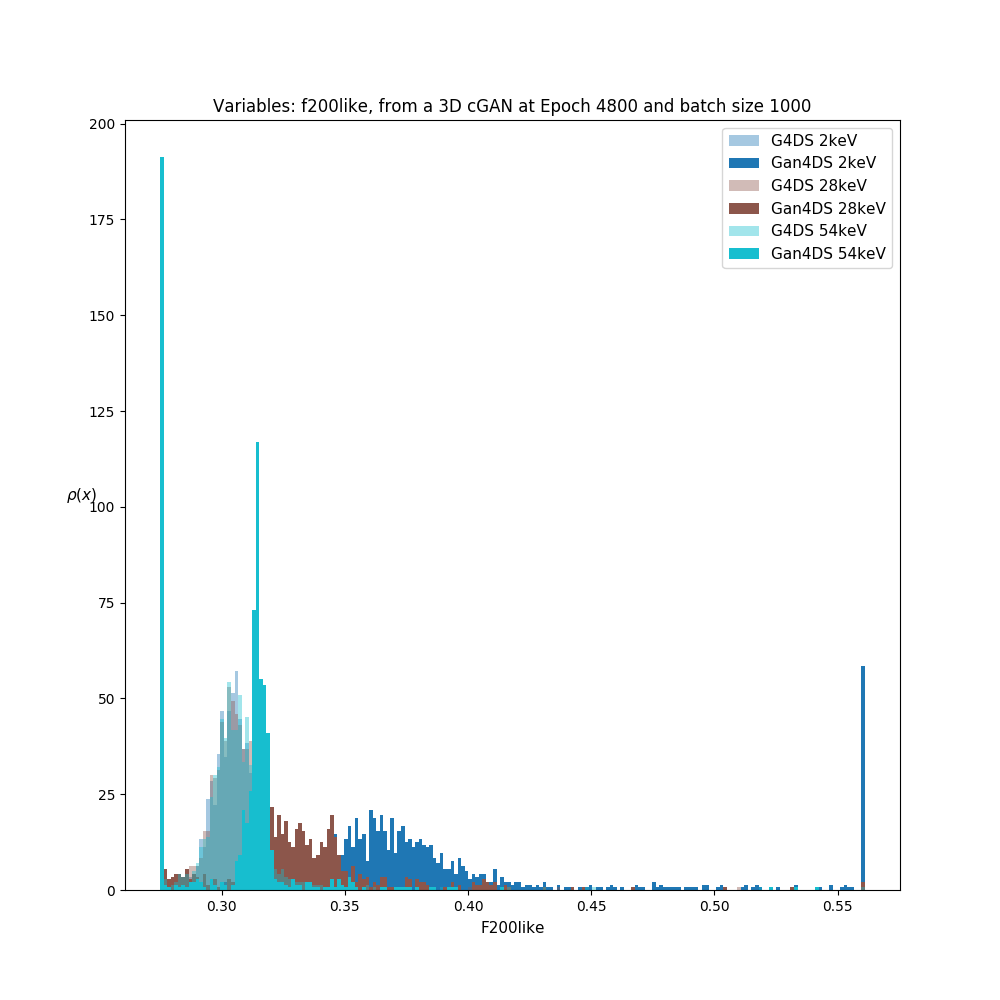 Variables: f200like, from a 3D cGAN at Epoch 4800 and batch size 1000
200
175
150
125
100
75
50
25
0
ρ(x)
G4DS 2keV
Gan4DS 2keV
G4DS 28keV
Gan4DS 28keV
G4DS 54keV
Gan4DS 54keV
0.30 0.35 0.40 0.45 0.50 0.55
F200like